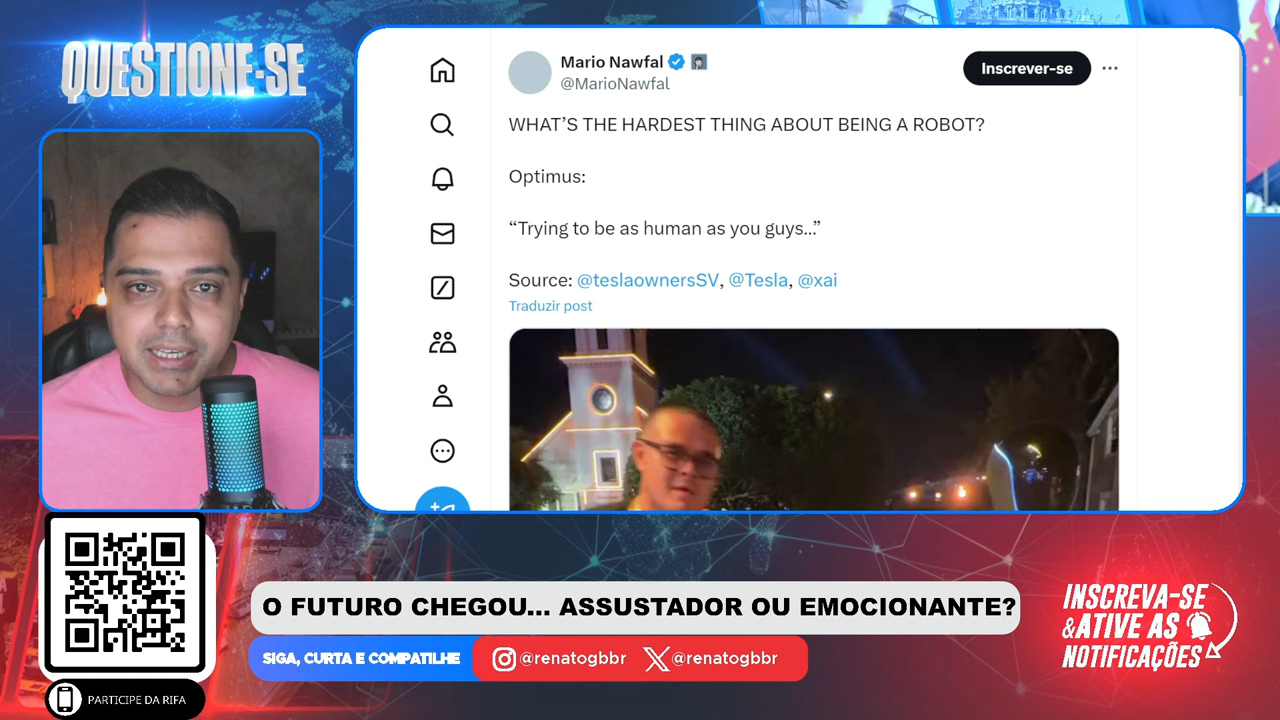 QUESTIONE-SE
Mario Nawfal
@MarioNawfal
Inscrever-se
WHAT’S THE HARDEST THING ABOUT BEING A ROBOT?
Optimus:
“Trying to be as human as you guys...”
Source: @teslaownersSV, @Tesla, @xai
Traduzir post
O FUTURO CHEGOU... ASSUSTADOR OU EMOCIONANTE?
SIGA, CURTA E COMPATILHE
@renatogbbr
@renatogbbr
INSCREVA-SE
&ATIVE AS
NOTIFICAÇÕES
PARTICIPE DA RIFA